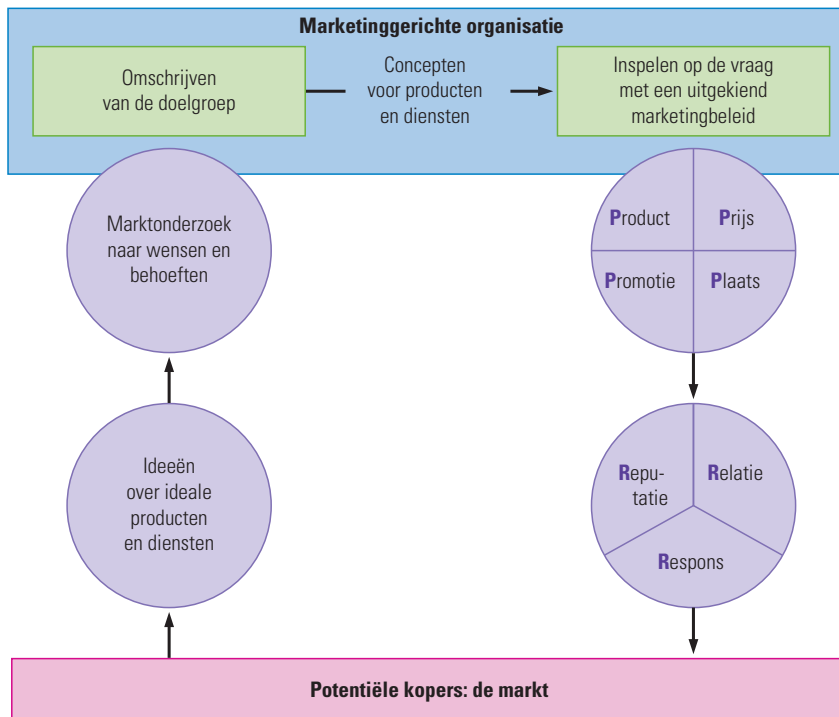 Marketinggerichte organisatie
Omschrijven
van de doelgroep
Concepten
voor producten
en diensten
Inspelen op de vraag
met een uitgekiend
marketingbeleid
Marktonderzoek
naar wensen en
behoeften
Product
Prijs
Promotie
Plaats
Ideeën
over ideale
producten
en diensten
Repu-
tatie
Relatie
Respons
Potentiële kopers: de markt